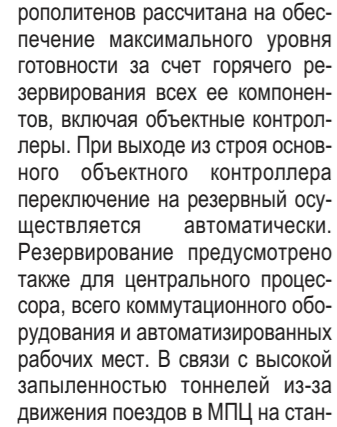 рополитенов рассчитана на обес-
печение максимального уровня
готовности за счет горячего ре-
зервирования всех ее компонен-
тов, включая объектные контрол-
леры. При выходе из строя основ-
ного объектного контроллера
переключение на резервный осу-
ществляется автоматически.
Резервирование предусмотрено
также для центрального процес-
сора, всего коммутационного обо-
рудования и автоматизированных
рабочих мест. В связи с высокой
запыленностью тоннелей из-за
движения поездов в МПЦ на стан-